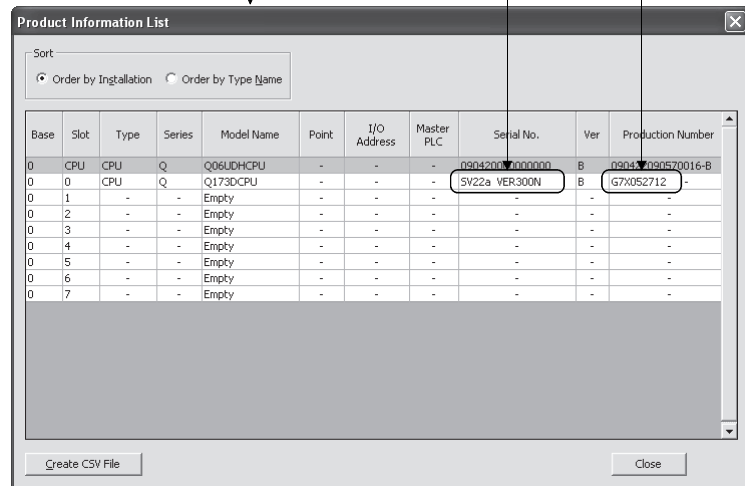 Product Information List
Sort
Order by Installation Order by Type Name
Base Slot Type Series Model Name Point I/O Address Master PLC Serial No. Ver Production Number
0 CPU CPU Q Q06UDHCPU - - - B
0 0 CPU Q Q173DCPU - - - SV22a VER300N B G7X052712 -
0 1 - - Empty - - - - - -
0 2 - - Empty - - - - - -
0 3 - - Empty - - - - - -
0 4 - - Empty - - - - - -
0 5 - - Empty - - - - - -
0 6 - - Empty - - - - - -
0 7 - - Empty - - - - - -
Create CSV File Close